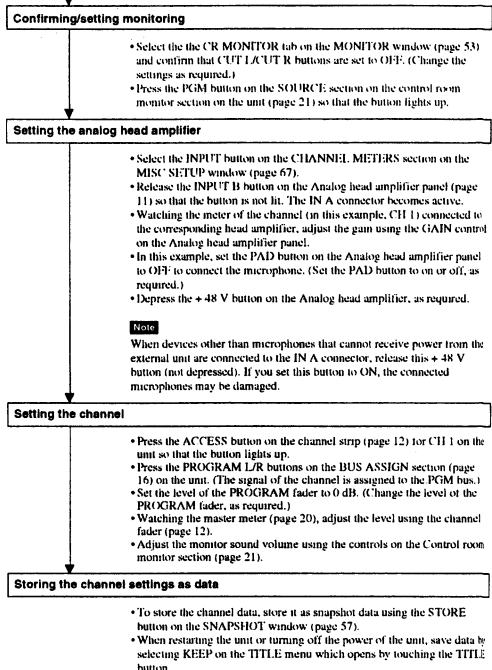 Confirming/setting monitoring
• Select the the CR MONITOR tab on the MONITOR window (page 53)
and confirm that CUT L/CUT R buttons are set to OFF. (Change the
settings as required.)
• Press the PGM button on the SOURCE section on the control room
monitor section on the unit (page 21) so that the button lights up.
Setting the analog head amplifier
• Select the INPUT button on the CHANNEL METERS section on the
MISC SETUP window (page 67).
• Release the INPUT B button on the Analog head amplifier panel (page
11) so that the button is not lit. The IN A connector becomes active.
• Watching the meter of the channel (in this example, CH 1) connected to
the corresponding head amplifier, adjust the gain using the GAIN control
on the Analog head amplifier panel.
• In this example, set the PAD button on the Analog head amplifier panel
to OFF to connect the microphone. (Set the PAD button to on or off, as
required.)
• Depress the + 48 V button on the Analog head amplifier, as required.
Note
When devices other than microphones that cannot receive power from the
external unit are connected to the IN A connector, release this + 48 V
button (not depressed). If you set this button to ON, the connected
microphones may be damaged.
Setting the channel
• Press the ACCESS button on the channel strip (page 12) for CH 1 on the
unit so that the button lights up.
• Press the PROGRAM L/R buttons on the BUS ASSIGN section (page
16) on the unit. (The signal of the channel is assigned to the PGM bus.)
• Set the level of the PROGRAM fader to 0 dB. (Change the level of the
PROGRAM fader, as required.)
• Watching the master meter (page 20), adjust the level using the channel
fader (page 12).
• Adjust the monitor sound volume using the controls on the Control room
monitor section (page 21).
Storing the channel settings as data
• To store the channel data, store it as snapshot data using the STORE
button on the SNAPSHOT window (page 57).
• When restarting the unit or turning off the power of the unit, save data by
selecting KEEP on the TITLE menu which opens by touching the TITLE
button.